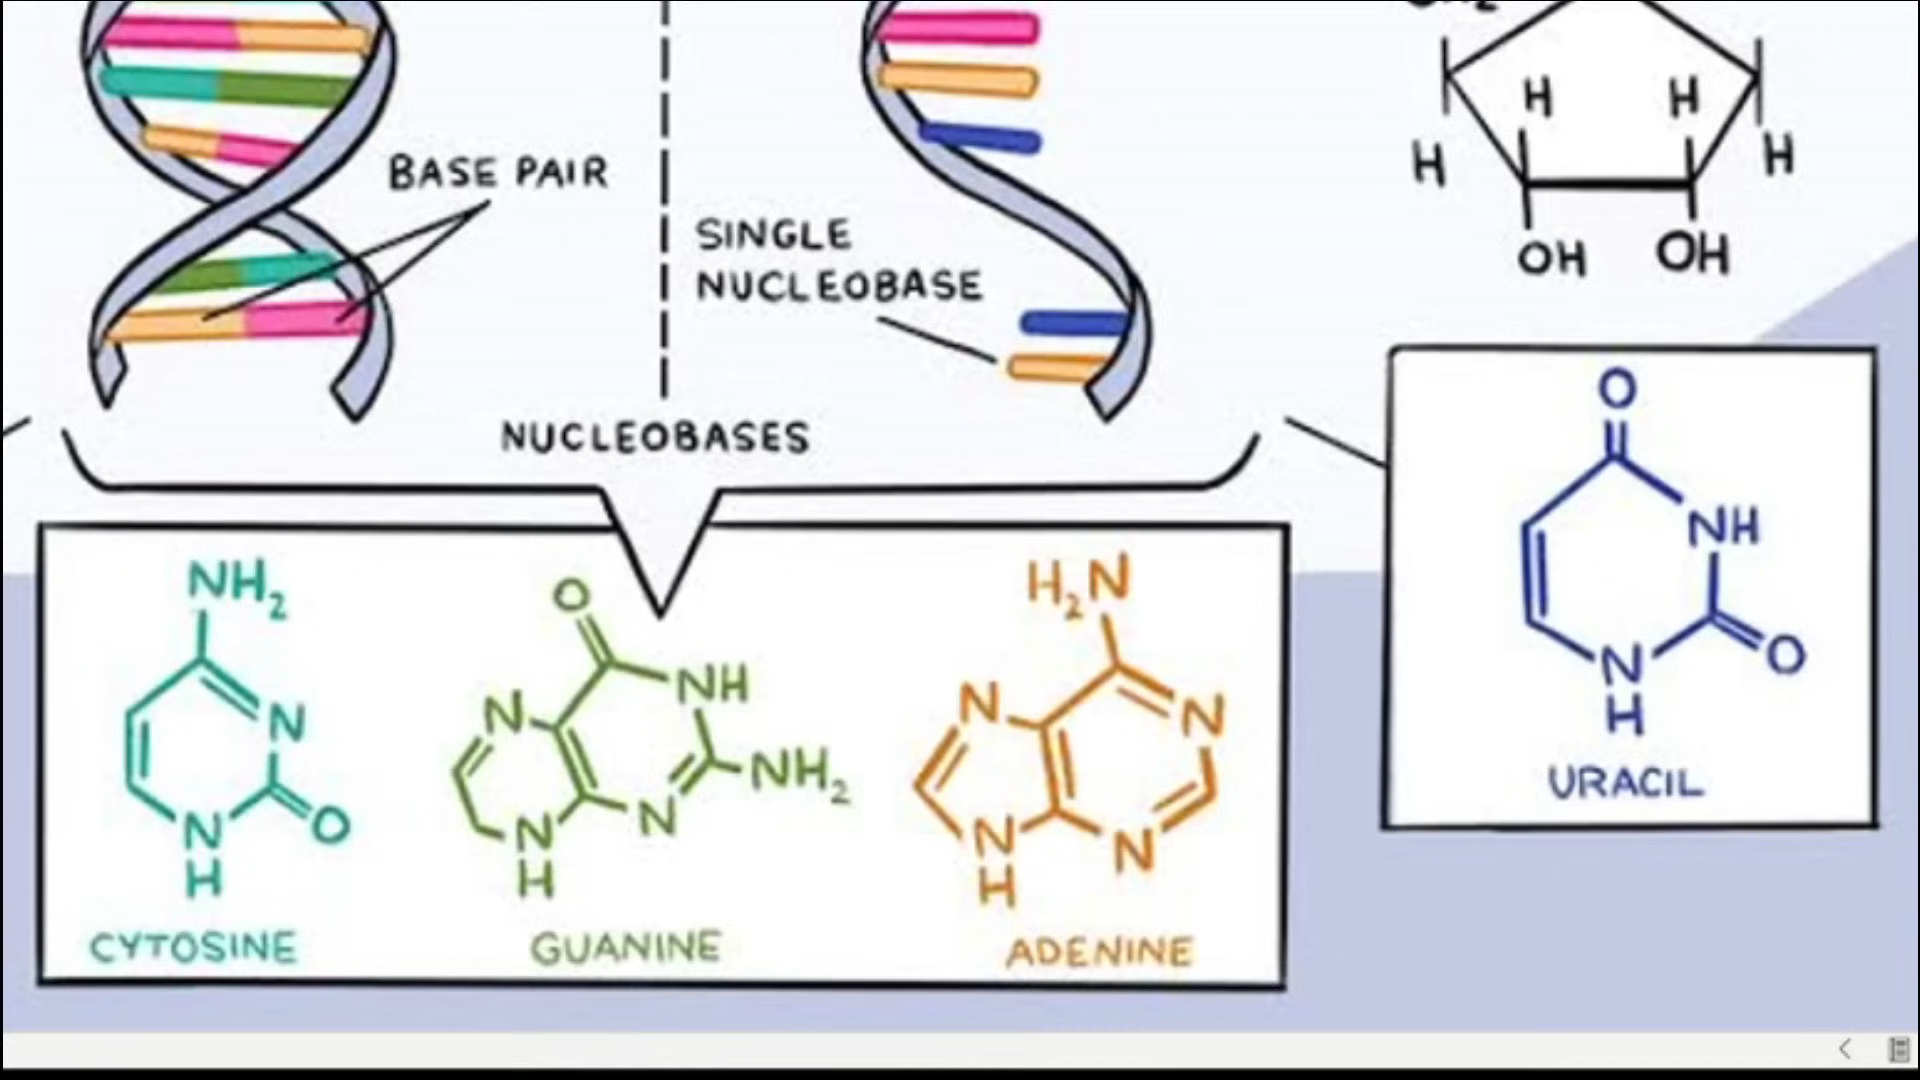 H H
H H
OH OH
BASE PAIR
SINGLE
NUCLEOBASE
NUCLEOBASES
NH2
O
N
N
H
O
CYTOSINE
O
NH
N
NH2
N
N
H
GUANINE
H2N
N
N
N
H
N
ADENINE
O
NH
O
N
H
URACIL